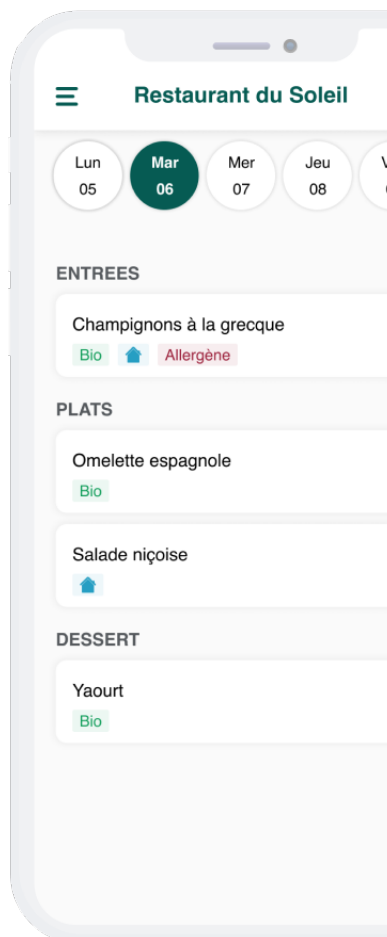 Restaurant du Soleil
Lun Mar Mer Jeu
05 06 07 08
ENTREES
Champignons à la grecque
Bio Allergène
PLATS
Omelette espagnole
Bio
Salade niçoise
DESSERT
Yaourt
Bio